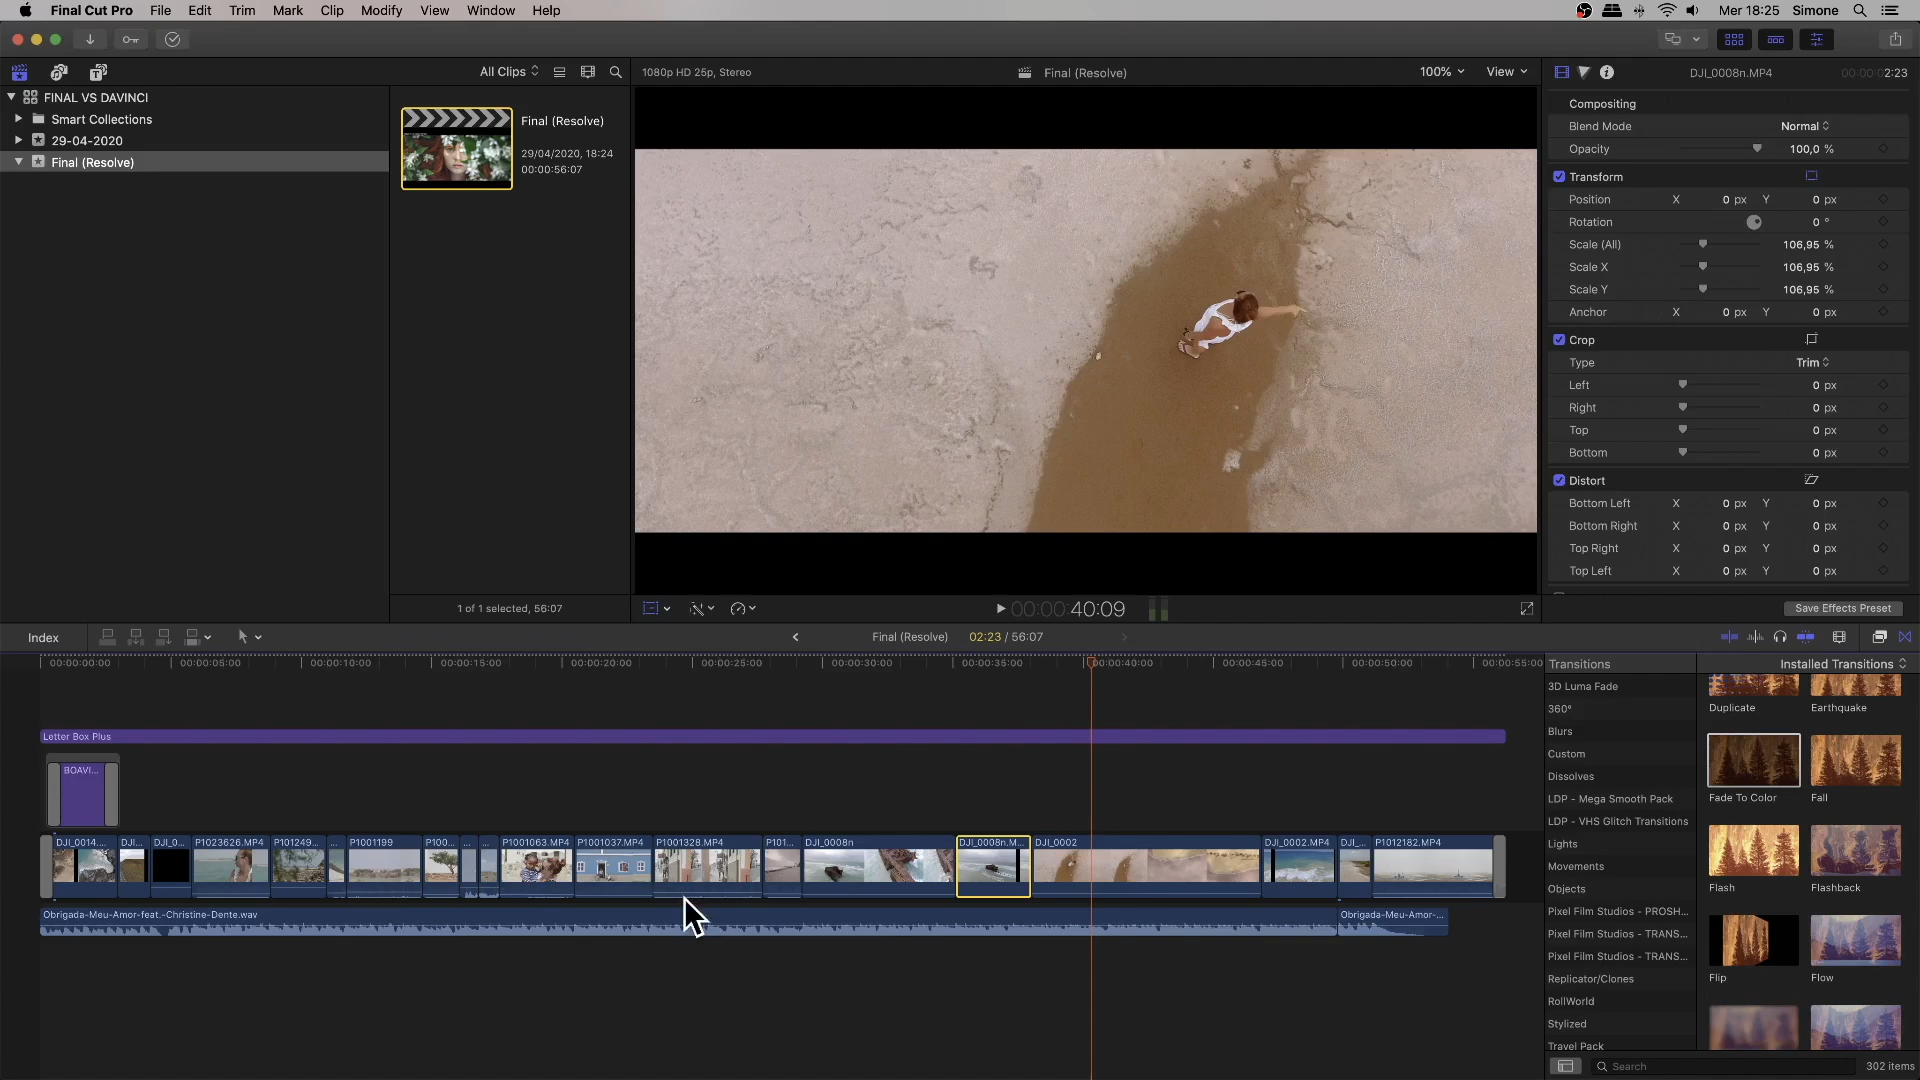 Final Cut Pro File Edit Trim Mark Clip Modify View Window Help Mer 18:25 Simone
All Clips
1080p HD 25p, Stereo
Final (Resolve)
100%
View
DJI_0008n.MP4
00:00:02:23
FINAL VS DAVINCI
Smart Collections
29-04-2020
Final (Resolve)
Final (Resolve)
29/04/2020, 18:24
00:00:56:07
1 of 1 selected, 56:07
00:00:40:09
Compositing
Blend Mode Normal
Opacity 100,0 %
Transform
Position X 0 px Y 0 px
Rotation 0 °
Scale (All) 106,95 %
Scale X 106,95 %
Scale Y 106,95 %
Anchor X 0 px Y 0 px
Crop
Type Trim
Left 0 px
Right 0 px
Top 0 px
Bottom 0 px
Distort
Bottom Left X 0 px Y 0 px
Bottom Right X 0 px Y 0 px
Top Right X 0 px Y 0 px
Top Left X 0 px Y 0 px
Save Effects Preset
Index
Final (Resolve)
02:23 / 56:07
00:00:00:00 00:00:05:00 00:00:10:00 00:00:15:00 00:00:20:00 00:00:25:00 00:00:30:00 00:00:35:00 00:00:40:00 00:00:45:00 00:00:50:00 00:00:55:00
Letter Box Plus
BOAVI...
DJI_0014.... DJI... DJI_0... P1023626.MP4 P101249... ... P1001199 P100... ... ... P1001063.MP4 P1001037.MP4 P1001328.MP4 P101... DJI_0008n DJI_0008n.M... DJI_0002 DJI_0002.MP4 DJI_... P1012182.MP4
Obrigada-Meu-Amor-feat.-Christine-Dente.wav
Obrigada-Meu-Amor-...
Transitions
Installed Transitions
3D Luma Fade
360°
Blurs
Custom
Dissolves
LDP - Mega Smooth Pack
LDP - VHS Glitch Transitions
Lights
Movements
Objects
Pixel Film Studios - PROSH...
Pixel Film Studios - TRANS...
Pixel Film Studios - TRANS...
Replicator/Clones
RollWorld
Stylized
Travel Pack
Duplicate
Earthquake
Fade To Color
Fall
Flash
Flashback
Flip
Flow
Search
302 items